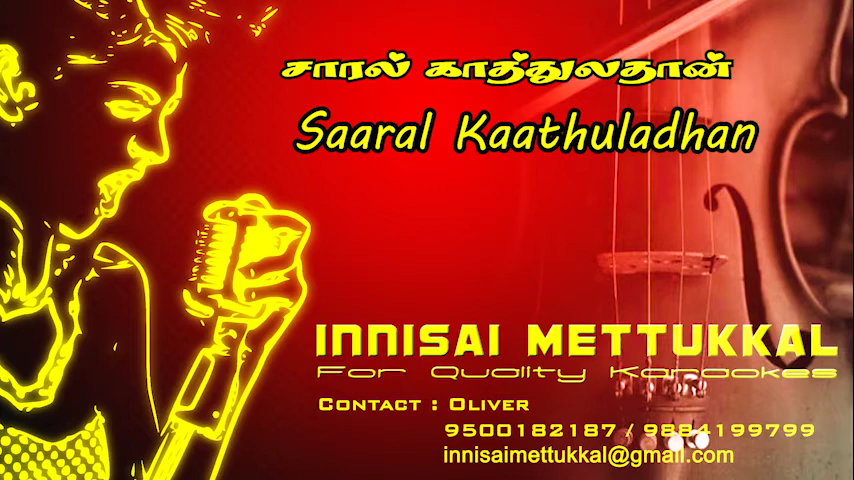 சாரல் காத்துலதான்
Saaral Kaathuladhan
INNISAI METTUKKAL
For Quality Karaokes
Contact : Oliver
9500182187 / 9884199799
innisaimettukkal@gmail.com